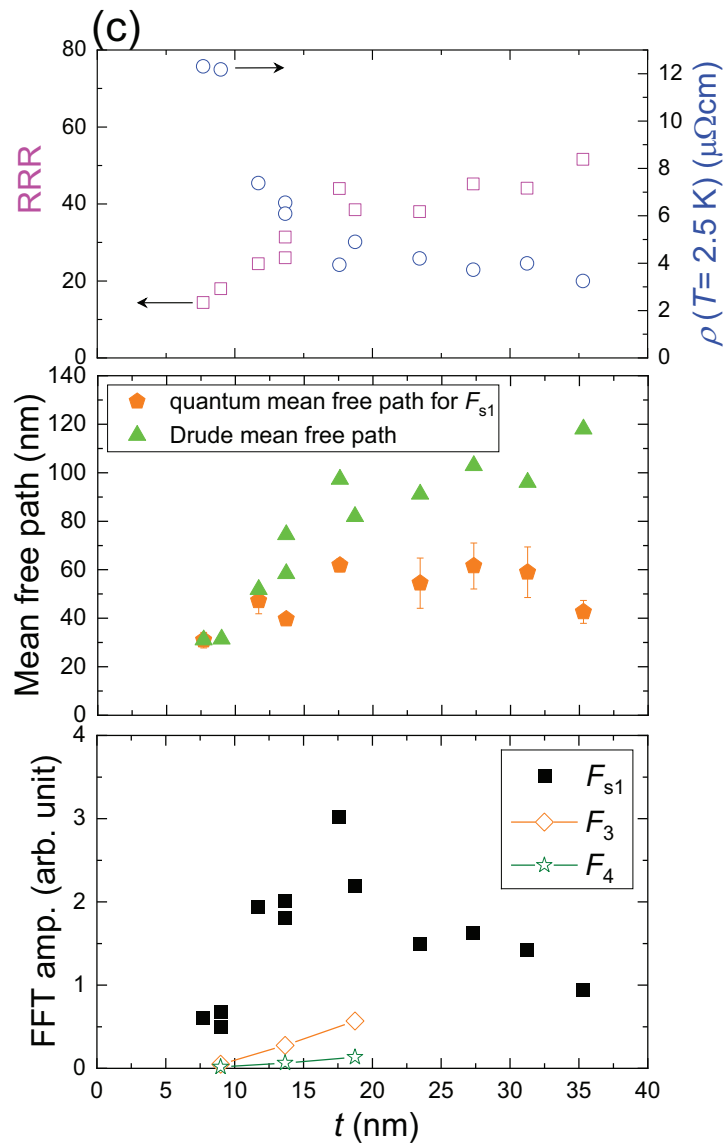 (c)
80
60
40
20
0
RRR
12
10
8
6
4
2
0
ρ (T= 2.5 K) (μΩcm)
140
120
100
80
60
40
20
0
Mean free path (nm)
quantum mean free path for Fs1
Drude mean free path
4
3
2
1
0
FFT amp. (arb. unit)
Fs1
F3
F4
0 5 10 15 20 25 30 35 40
t (nm)